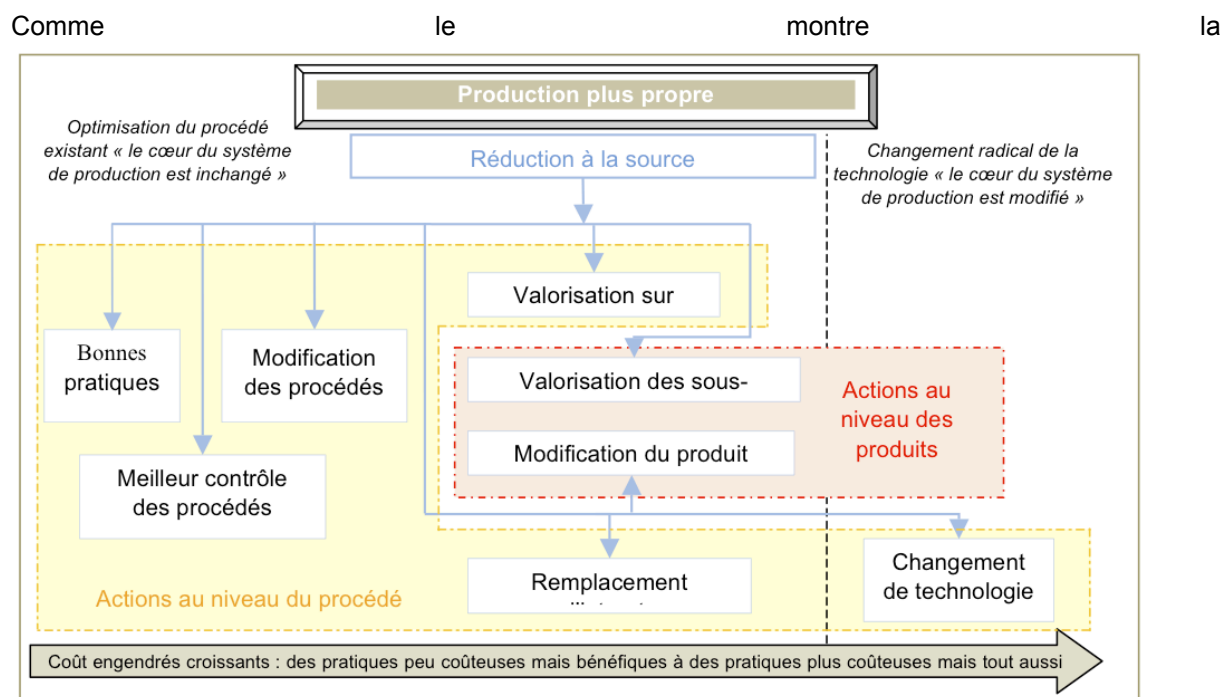 Comme le montre la
Production plus propre
Optimisation du procédé
existant « le cœur du système
de production est inchangé »
Réduction à la source
Changement radical de la
technologie « le cœur du système
de production est modifié »
Valorisation sur
Bonnes
pratiques
Modification
des procédés
Valorisation des sous-
Actions au
niveau des
produits
Modification du produit
Meilleur contrôle
des procédés
Remplacement
Changement
de technologie
Actions au niveau du procédé
Coût engendrés croissants : des pratiques peu coûteuses mais bénéfiques à des pratiques plus coûteuses mais tout aussi